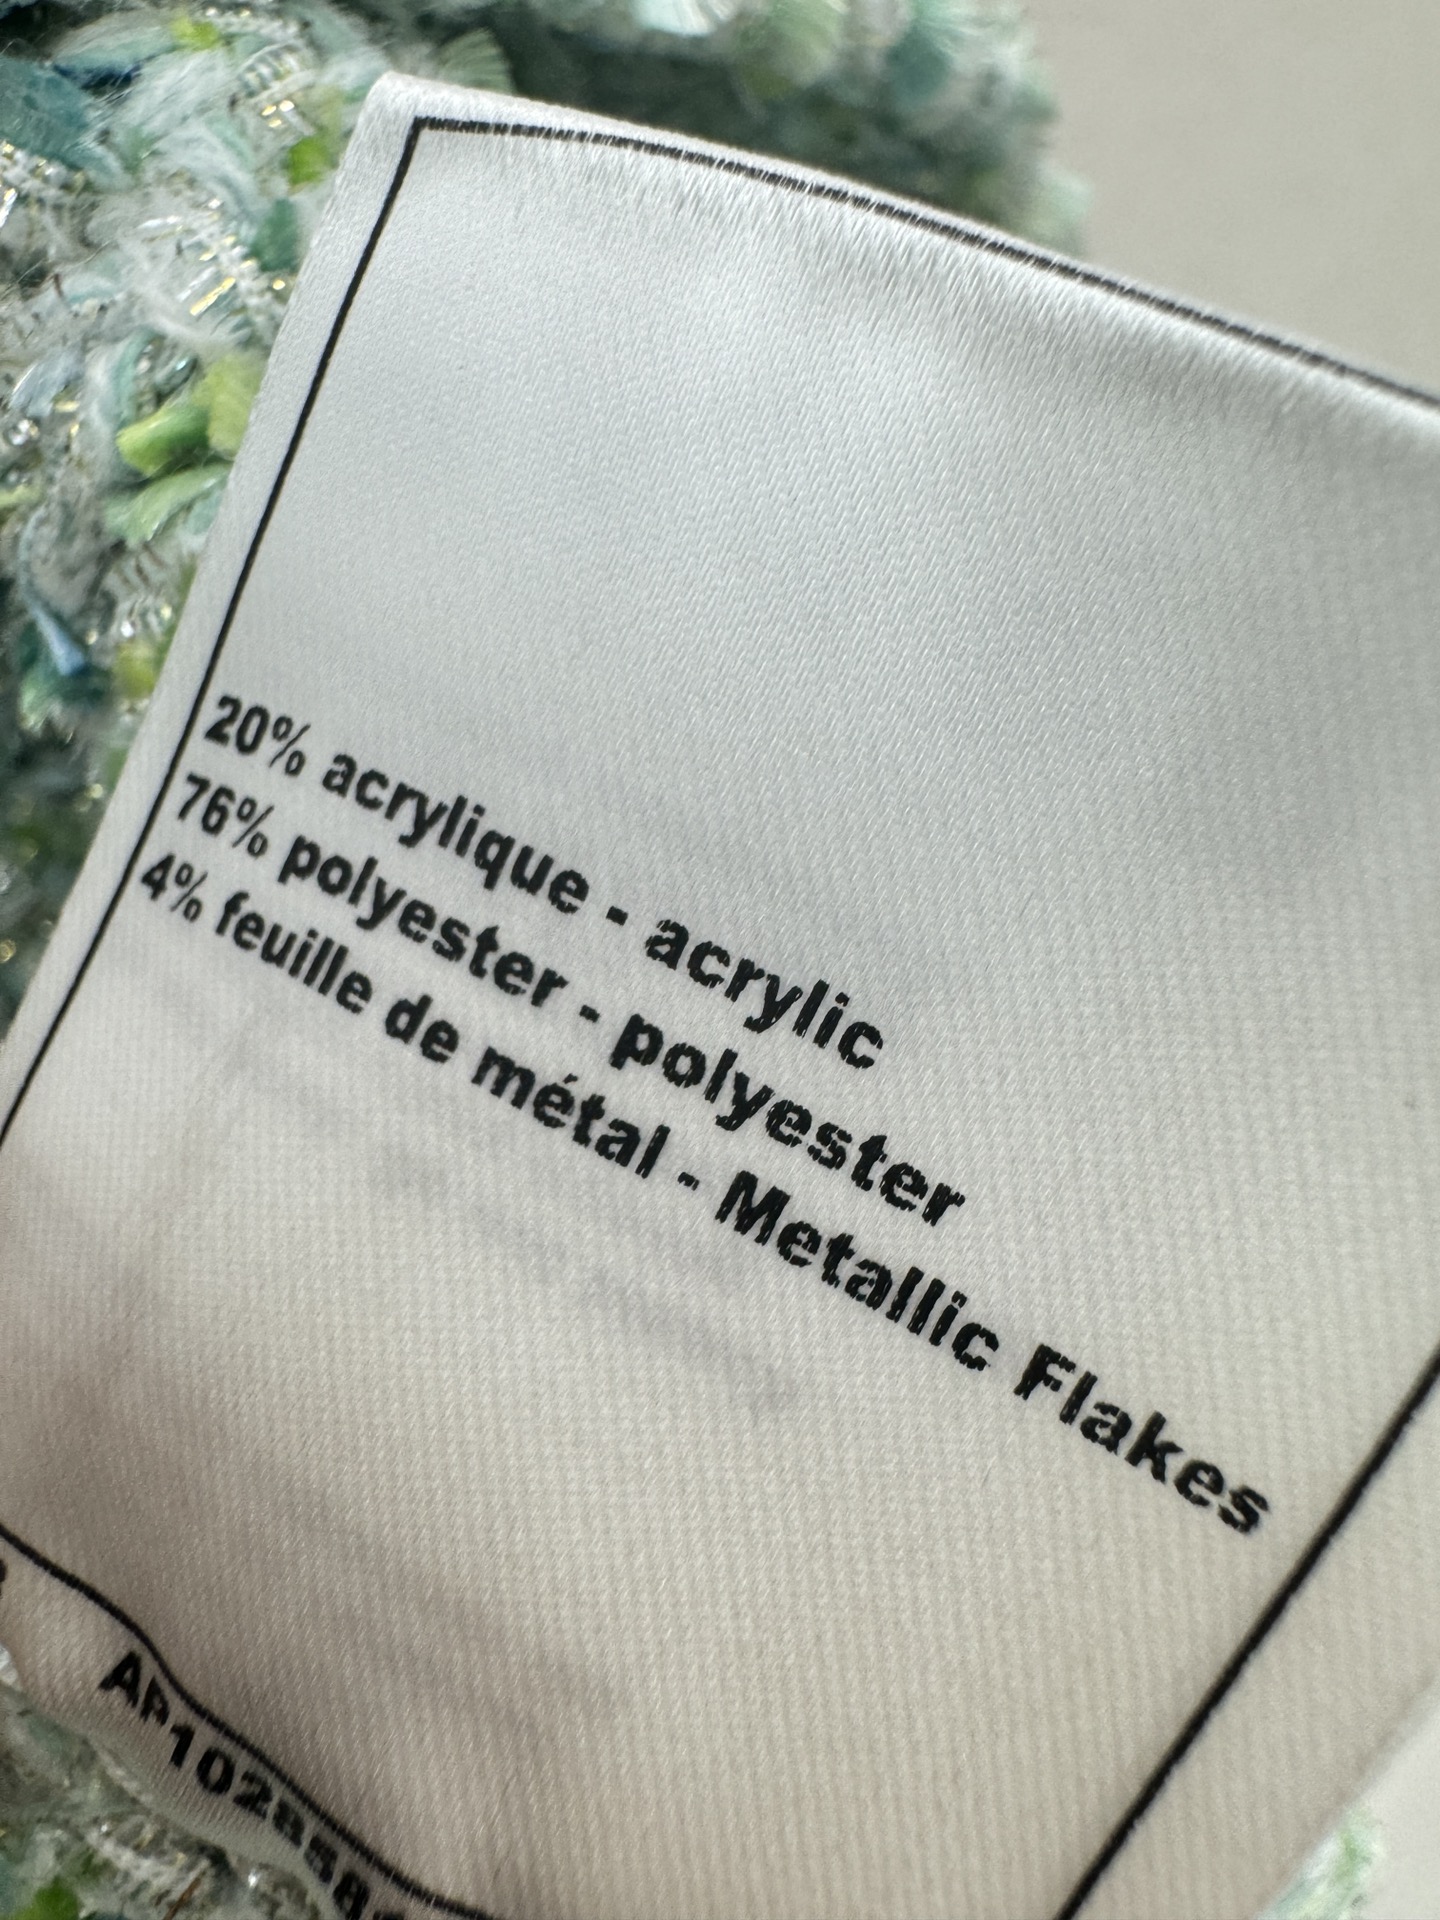 20% acrylique - acrylic
76% polyester - polyester
4% feuille de métal - Metallic Flakes